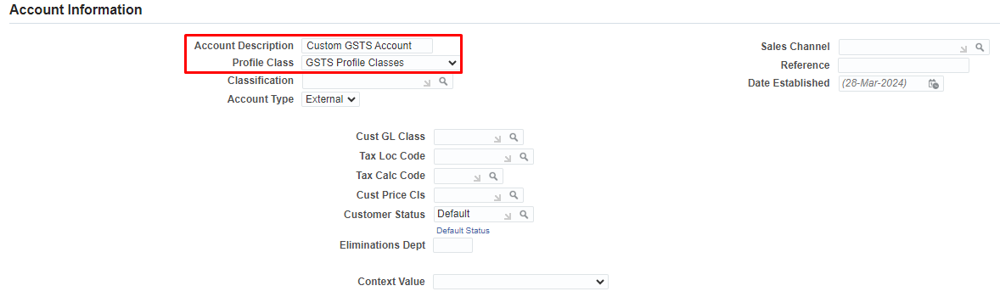 Account Information
Account Description Custom GSTS Account
Profile Class GSTS Profile Classes
Classification
Account Type External
Sales Channel
Reference
Date Established (28-Mar-2024)
Cust GL Class
Tax Loc Code
Tax Calc Code
Cust Price Cls
Customer Status Default
Default Status
Eliminations Dept
Context Value